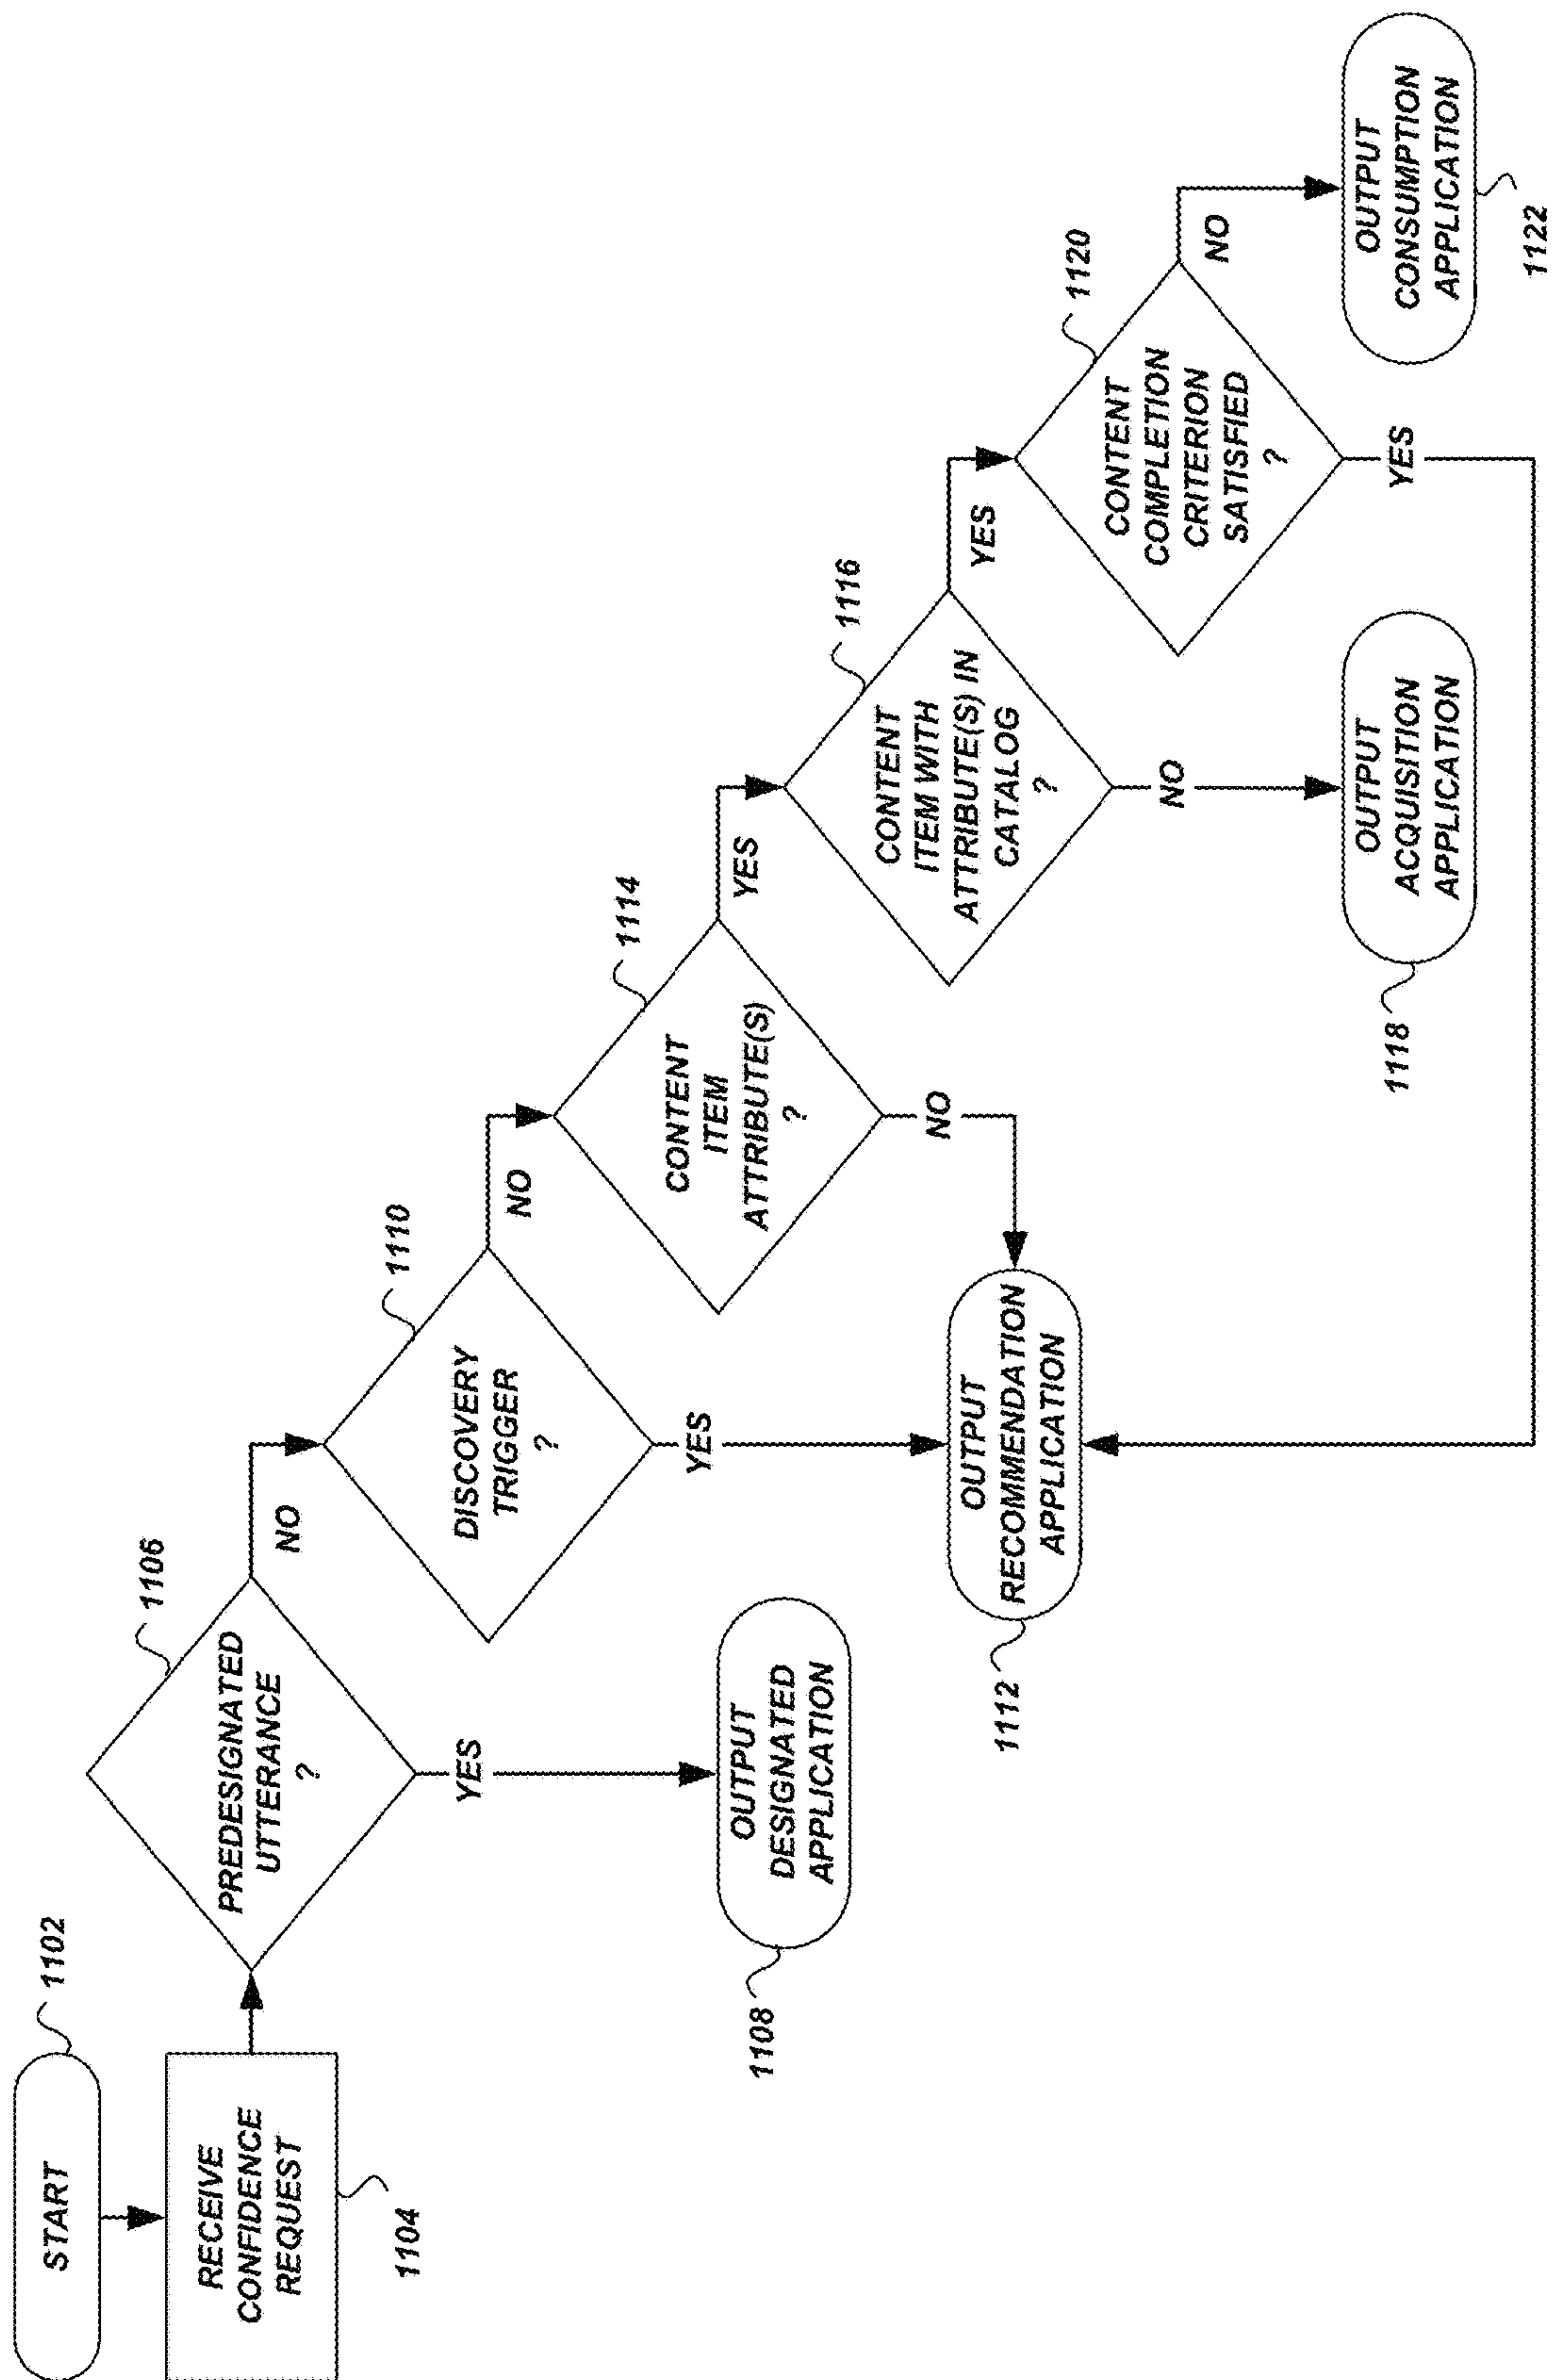 START
1102
RECEIVE
CONFIDENCE
REQUEST
1104
PREDESIGNATED
UTTERANCE
?
1106
NO
YES
OUTPUT
DESIGNATED
APPLICATION
1108
DISCOVERY
TRIGGER
?
1110
NO
YES
OUTPUT
RECOMMENDATION
APPLICATION
1112
CONTENT
ITEM
ATTRIBUTE(S)
?
1114
YES
NO
CONTENT
ITEM WITH
ATTRIBUTE(S) IN
CATALOG
?
1116
YES
NO
OUTPUT
ACQUISITION
APPLICATION
1118
CONTENT
COMPLETION
CRITERION
SATISFIED
?
1120
NO
YES
OUTPUT
CONSUMPTION
APPLICATION
1122